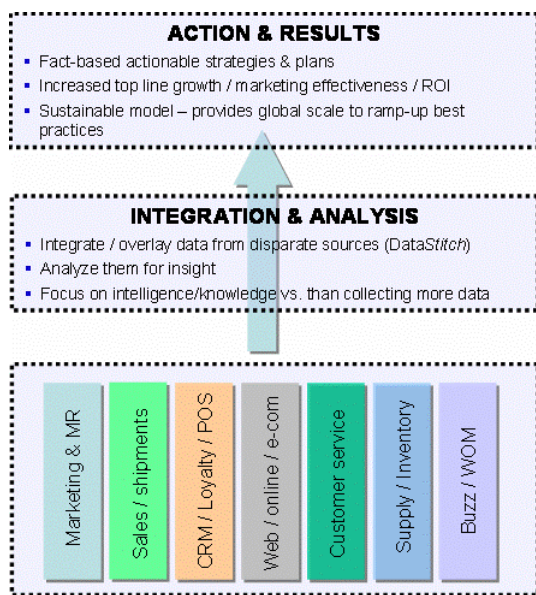 ACTION & RESULTS
▪ Fact-based actionable strategies & plans
▪ Increased top line growth / marketing effectiveness / ROI
▪ Sustainable model – provides global scale to ramp-up best
practices
INTEGRATION & ANALYSIS
▪ Integrate / overlay data from disparate sources (DataStitch)
▪ Analyze them for insight
▪ Focus on intelligence/knowledge vs. than collecting more data
Marketing & MR
Sales / shipments
CRM / Loyalty / POS
Web / online / e-com
Customer service
Supply / Inventory
Buzz / WOM